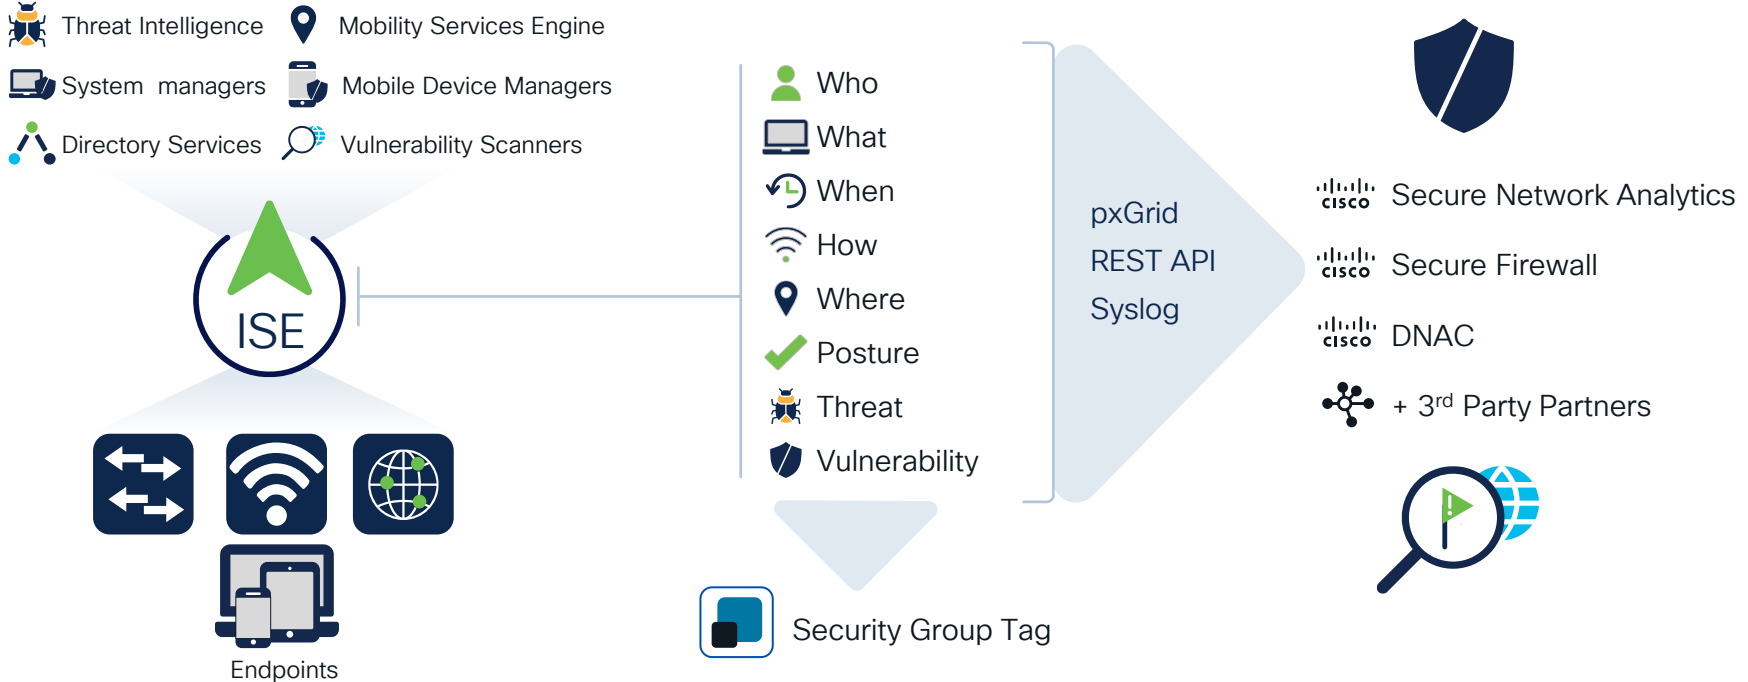 Threat Intelligence
Mobility Services Engine
System managers
Mobile Device Managers
Directory Services
Vulnerability Scanners
ISE
Endpoints
Who
What
When
How
Where
Posture
Threat
Vulnerability
Security Group Tag
pxGrid
REST API
Syslog
CISCO Secure Network Analytics
CISCO Secure Firewall
CISCO DNAC
+ 3rd Party Partners